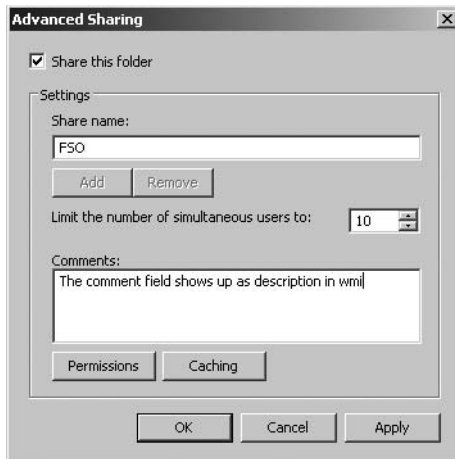 Advanced Sharing
Share this folder
Settings
Share name:
FSO
Add Remove
Limit the number of simultaneous users to: 10
Comments:
The comment field shows up as description in wmi
Permissions Caching
OK Cancel Apply